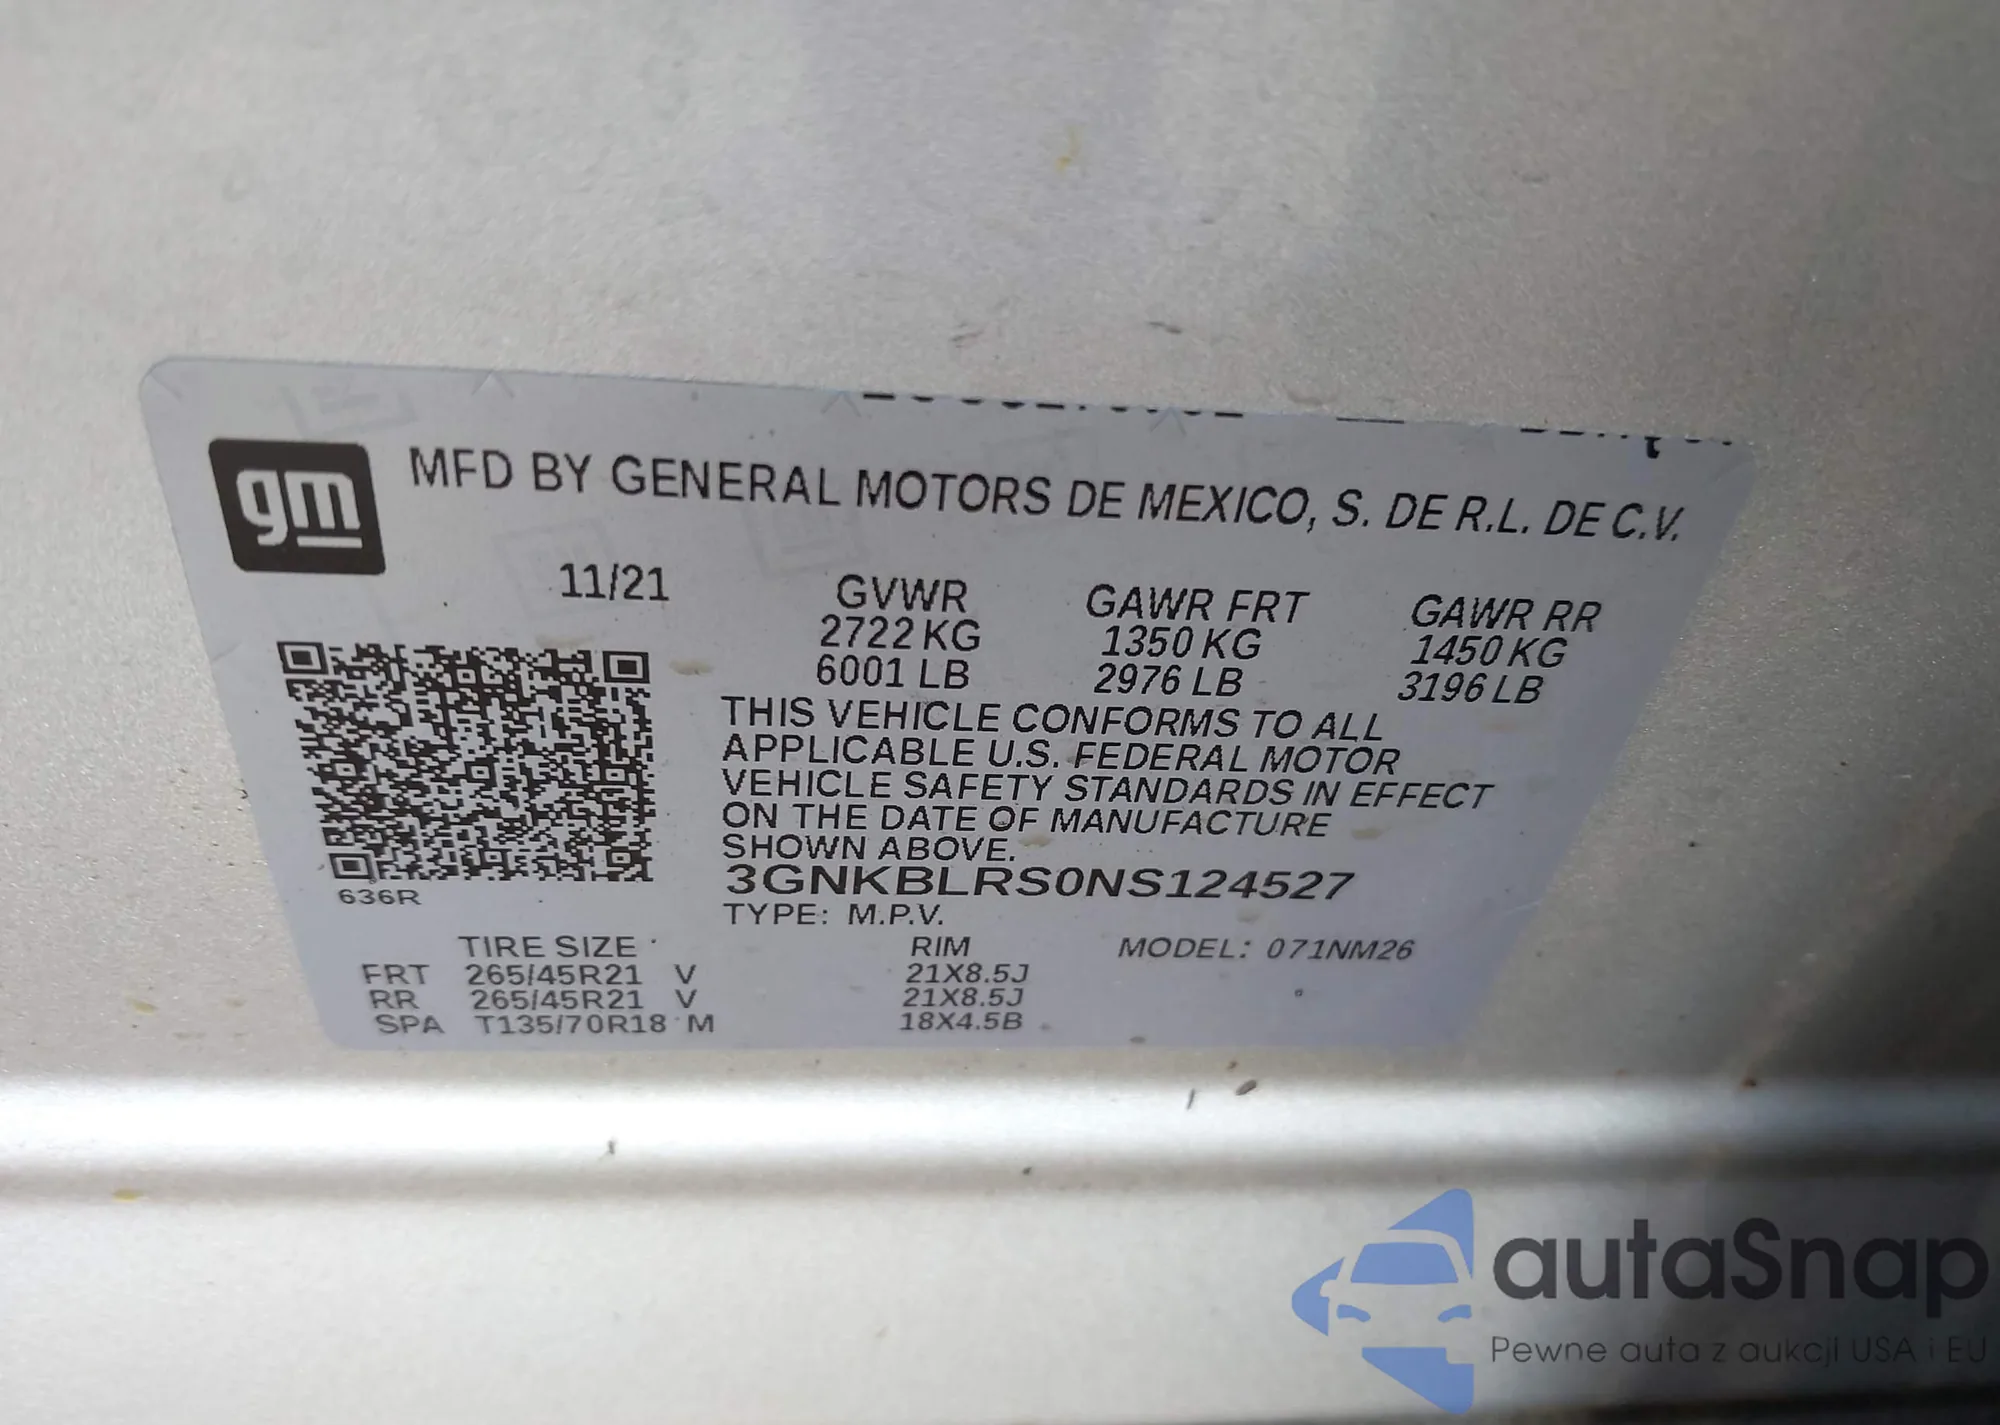 gm
MFD BY GENERAL MOTORS DE MEXICO, S. DE R.L. DE C.V.
11/21 GVWR GAWR FRT GAWR RR
2722 KG 1350 KG 1450 KG
6001 LB 2976 LB 3196 LB
THIS VEHICLE CONFORMS TO ALL
APPLICABLE U.S. FEDERAL MOTOR
VEHICLE SAFETY STANDARDS IN EFFECT
ON THE DATE OF MANUFACTURE
SHOWN ABOVE.
3GNKBLRS0NS124527
636R
TYPE: M.P.V.
TIRE SIZE RIM MODEL: 071NM26
FRT 265/45R21 V 21X8.5J
RR 265/45R21 V 21X8.5J
SPA T135/70R18 M 18X4.5B
autaSnap
Pewne auta z aukcji USA i EU